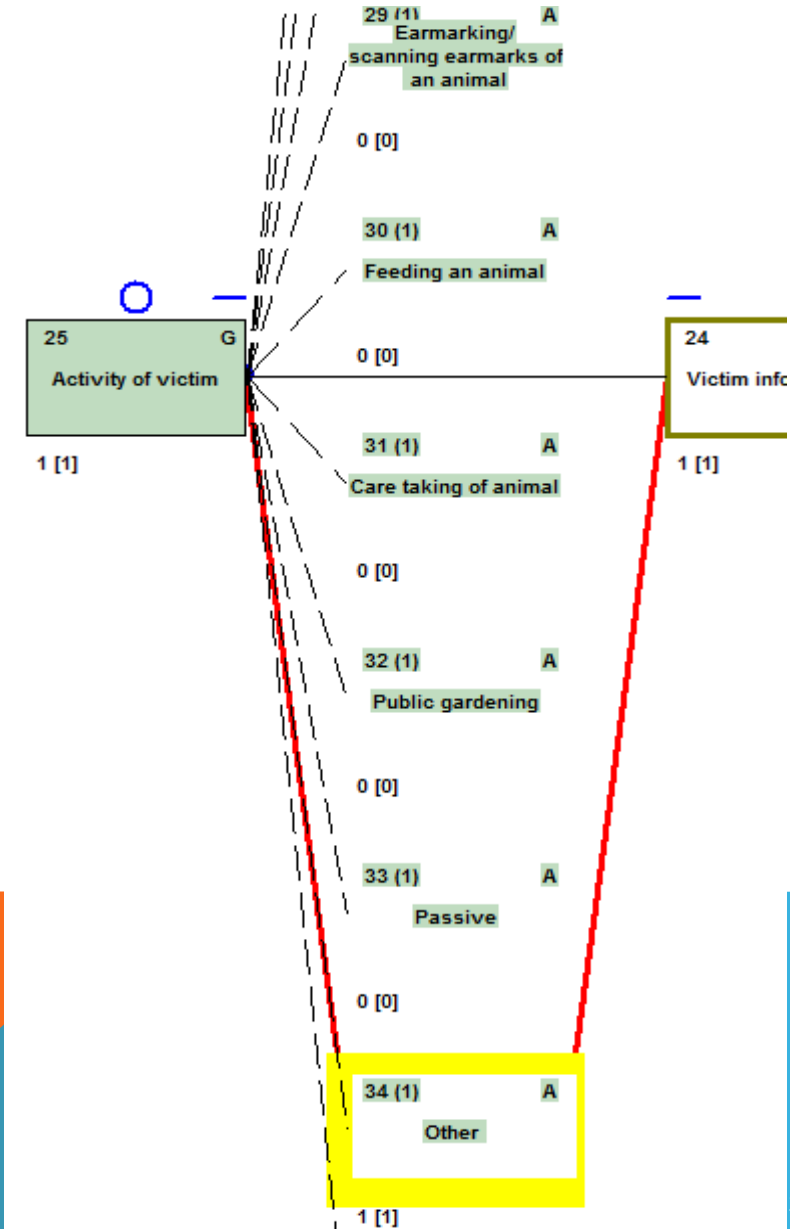 29 (1) A
Earmarking/
scanning earmarks of
an animal
0 [0]
30 (1) A
Feeding an animal
0 [0]
25 G
Activity of victim
1 [1]
24
Victim info
1 [1]
31 (1) A
Care taking of animal
0 [0]
32 (1) A
Public gardening
0 [0]
33 (1) A
Passive
0 [0]
34 (1) A
Other
1 [1]